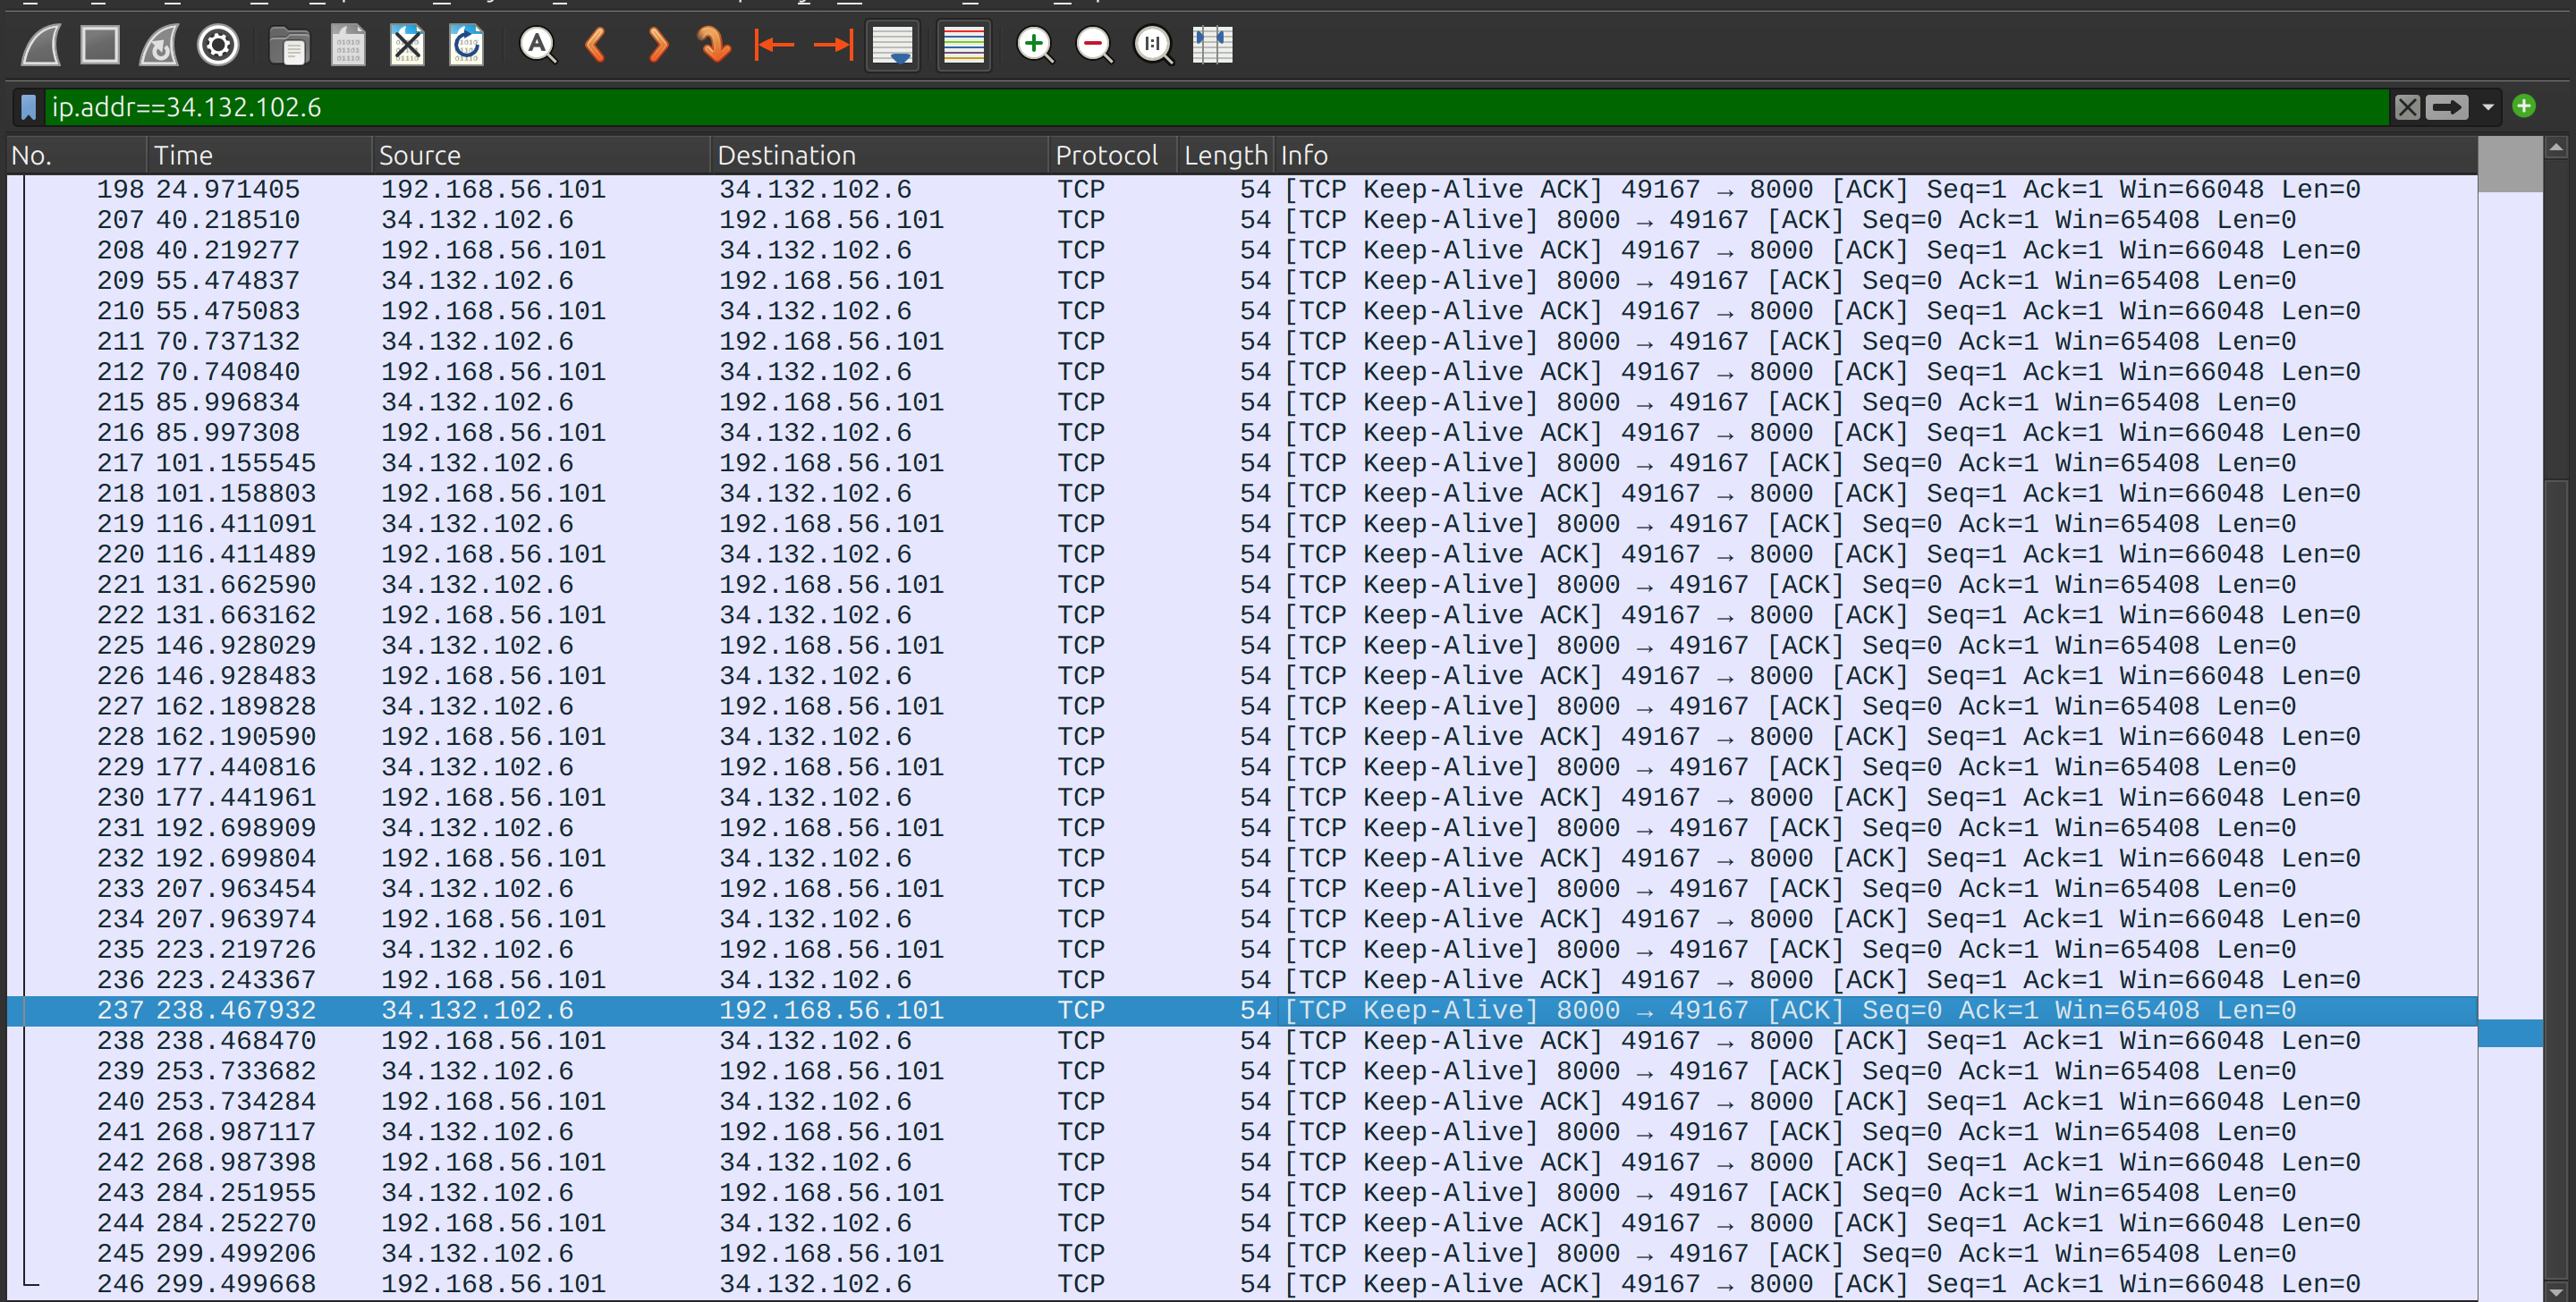 ip.addr==34.132.102.6
No. Time Source Destination Protocol Length Info
198 24.971405 192.168.56.101 34.132.102.6 TCP 54 [TCP Keep-Alive ACK] 49167 → 8000 [ACK] Seq=1 Ack=1 Win=66048 Len=0
207 40.218510 34.132.102.6 192.168.56.101 TCP 54 [TCP Keep-Alive] 8000 → 49167 [ACK] Seq=0 Ack=1 Win=65408 Len=0
208 40.219277 192.168.56.101 34.132.102.6 TCP 54 [TCP Keep-Alive ACK] 49167 → 8000 [ACK] Seq=1 Ack=1 Win=66048 Len=0
209 55.474837 34.132.102.6 192.168.56.101 TCP 54 [TCP Keep-Alive] 8000 → 49167 [ACK] Seq=0 Ack=1 Win=65408 Len=0
210 55.475083 192.168.56.101 34.132.102.6 TCP 54 [TCP Keep-Alive ACK] 49167 → 8000 [ACK] Seq=1 Ack=1 Win=66048 Len=0
211 70.737132 34.132.102.6 192.168.56.101 TCP 54 [TCP Keep-Alive] 8000 → 49167 [ACK] Seq=0 Ack=1 Win=65408 Len=0
212 70.740840 192.168.56.101 34.132.102.6 TCP 54 [TCP Keep-Alive ACK] 49167 → 8000 [ACK] Seq=1 Ack=1 Win=66048 Len=0
215 85.996834 34.132.102.6 192.168.56.101 TCP 54 [TCP Keep-Alive] 8000 → 49167 [ACK] Seq=0 Ack=1 Win=65408 Len=0
216 85.997308 192.168.56.101 34.132.102.6 TCP 54 [TCP Keep-Alive ACK] 49167 → 8000 [ACK] Seq=1 Ack=1 Win=66048 Len=0
217 101.155545 34.132.102.6 192.168.56.101 TCP 54 [TCP Keep-Alive] 8000 → 49167 [ACK] Seq=0 Ack=1 Win=65408 Len=0
218 101.158803 192.168.56.101 34.132.102.6 TCP 54 [TCP Keep-Alive ACK] 49167 → 8000 [ACK] Seq=1 Ack=1 Win=66048 Len=0
219 116.411091 34.132.102.6 192.168.56.101 TCP 54 [TCP Keep-Alive] 8000 → 49167 [ACK] Seq=0 Ack=1 Win=65408 Len=0
220 116.411489 192.168.56.101 34.132.102.6 TCP 54 [TCP Keep-Alive ACK] 49167 → 8000 [ACK] Seq=1 Ack=1 Win=66048 Len=0
221 131.662590 34.132.102.6 192.168.56.101 TCP 54 [TCP Keep-Alive] 8000 → 49167 [ACK] Seq=0 Ack=1 Win=65408 Len=0
222 131.663162 192.168.56.101 34.132.102.6 TCP 54 [TCP Keep-Alive ACK] 49167 → 8000 [ACK] Seq=1 Ack=1 Win=66048 Len=0
225 146.928029 34.132.102.6 192.168.56.101 TCP 54 [TCP Keep-Alive] 8000 → 49167 [ACK] Seq=0 Ack=1 Win=65408 Len=0
226 146.928483 192.168.56.101 34.132.102.6 TCP 54 [TCP Keep-Alive ACK] 49167 → 8000 [ACK] Seq=1 Ack=1 Win=66048 Len=0
227 162.189828 34.132.102.6 192.168.56.101 TCP 54 [TCP Keep-Alive] 8000 → 49167 [ACK] Seq=0 Ack=1 Win=65408 Len=0
228 162.190590 192.168.56.101 34.132.102.6 TCP 54 [TCP Keep-Alive ACK] 49167 → 8000 [ACK] Seq=1 Ack=1 Win=66048 Len=0
229 177.440816 34.132.102.6 192.168.56.101 TCP 54 [TCP Keep-Alive] 8000 → 49167 [ACK] Seq=0 Ack=1 Win=65408 Len=0
230 177.441961 192.168.56.101 34.132.102.6 TCP 54 [TCP Keep-Alive ACK] 49167 → 8000 [ACK] Seq=1 Ack=1 Win=66048 Len=0
231 192.698909 34.132.102.6 192.168.56.101 TCP 54 [TCP Keep-Alive] 8000 → 49167 [ACK] Seq=0 Ack=1 Win=65408 Len=0
232 192.699804 192.168.56.101 34.132.102.6 TCP 54 [TCP Keep-Alive ACK] 49167 → 8000 [ACK] Seq=1 Ack=1 Win=66048 Len=0
233 207.963454 34.132.102.6 192.168.56.101 TCP 54 [TCP Keep-Alive] 8000 → 49167 [ACK] Seq=0 Ack=1 Win=65408 Len=0
234 207.963974 192.168.56.101 34.132.102.6 TCP 54 [TCP Keep-Alive ACK] 49167 → 8000 [ACK] Seq=1 Ack=1 Win=66048 Len=0
235 223.219726 34.132.102.6 192.168.56.101 TCP 54 [TCP Keep-Alive] 8000 → 49167 [ACK] Seq=0 Ack=1 Win=65408 Len=0
236 223.243367 192.168.56.101 34.132.102.6 TCP 54 [TCP Keep-Alive ACK] 49167 → 8000 [ACK] Seq=1 Ack=1 Win=66048 Len=0
237 238.467932 34.132.102.6 192.168.56.101 TCP 54 [TCP Keep-Alive] 8000 → 49167 [ACK] Seq=0 Ack=1 Win=65408 Len=0
238 238.468470 192.168.56.101 34.132.102.6 TCP 54 [TCP Keep-Alive ACK] 49167 → 8000 [ACK] Seq=1 Ack=1 Win=66048 Len=0
239 253.733682 34.132.102.6 192.168.56.101 TCP 54 [TCP Keep-Alive] 8000 → 49167 [ACK] Seq=0 Ack=1 Win=65408 Len=0
240 253.734284 192.168.56.101 34.132.102.6 TCP 54 [TCP Keep-Alive ACK] 49167 → 8000 [ACK] Seq=1 Ack=1 Win=66048 Len=0
241 268.987117 34.132.102.6 192.168.56.101 TCP 54 [TCP Keep-Alive] 8000 → 49167 [ACK] Seq=0 Ack=1 Win=65408 Len=0
242 268.987398 192.168.56.101 34.132.102.6 TCP 54 [TCP Keep-Alive ACK] 49167 → 8000 [ACK] Seq=1 Ack=1 Win=66048 Len=0
243 284.251955 34.132.102.6 192.168.56.101 TCP 54 [TCP Keep-Alive] 8000 → 49167 [ACK] Seq=0 Ack=1 Win=65408 Len=0
244 284.252270 192.168.56.101 34.132.102.6 TCP 54 [TCP Keep-Alive ACK] 49167 → 8000 [ACK] Seq=1 Ack=1 Win=66048 Len=0
245 299.499206 34.132.102.6 192.168.56.101 TCP 54 [TCP Keep-Alive] 8000 → 49167 [ACK] Seq=0 Ack=1 Win=65408 Len=0
246 299.499668 192.168.56.101 34.132.102.6 TCP 54 [TCP Keep-Alive ACK] 49167 → 8000 [ACK] Seq=1 Ack=1 Win=66048 Len=0